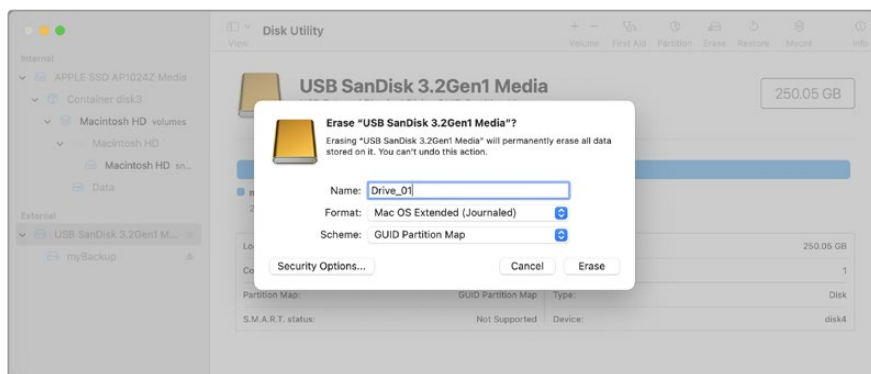 Disk Utility
View
Volume First Aid Partition Erase Restore Mount Info
Internal
APPLE SSD AP1024Z Media
Container disk3
Macintosh HD volumes
Macintosh HD
Macintosh HD sn...
Data
External
USB SanDisk 3.2Gen1 M...
myBackup
USB SanDisk 3.2Gen1 Media
250.05 GB
Erase “USB SanDisk 3.2Gen1 Media”?
Erasing “USB SanDisk 3.2Gen1 Media” will permanently erase all data
stored on it. You can't undo this action.
Name: Drive_01
Format: Mac OS Extended (Journaled)
Scheme: GUID Partition Map
Security Options... Cancel Erase
250.05 GB
1
Partition Map: GUID Partition Map Type: Disk
S.M.A.R.T. status: Not Supported Device: disk4